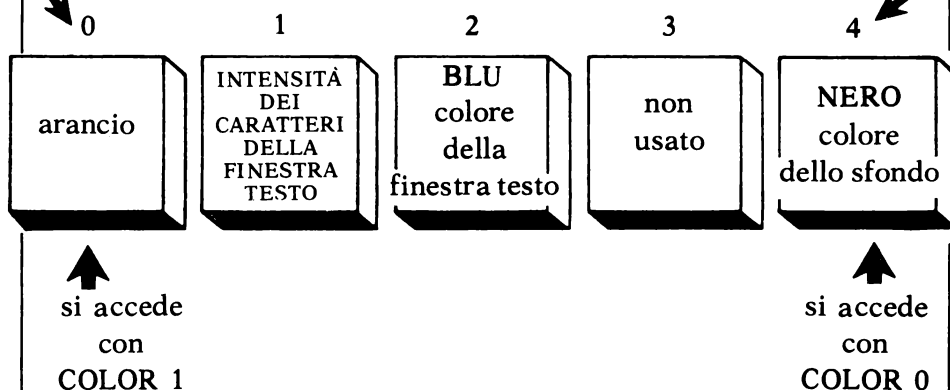 0 1 2 3 4
arancio
INTENSITÀ
DEI
CARATTERI
DELLA
FINESTRA
TESTO
BLU
colore
della
finestra testo
non
usato
NERO
colore
dello sfondo
si accede
con
COLOR 1
si accede
con
COLOR 0